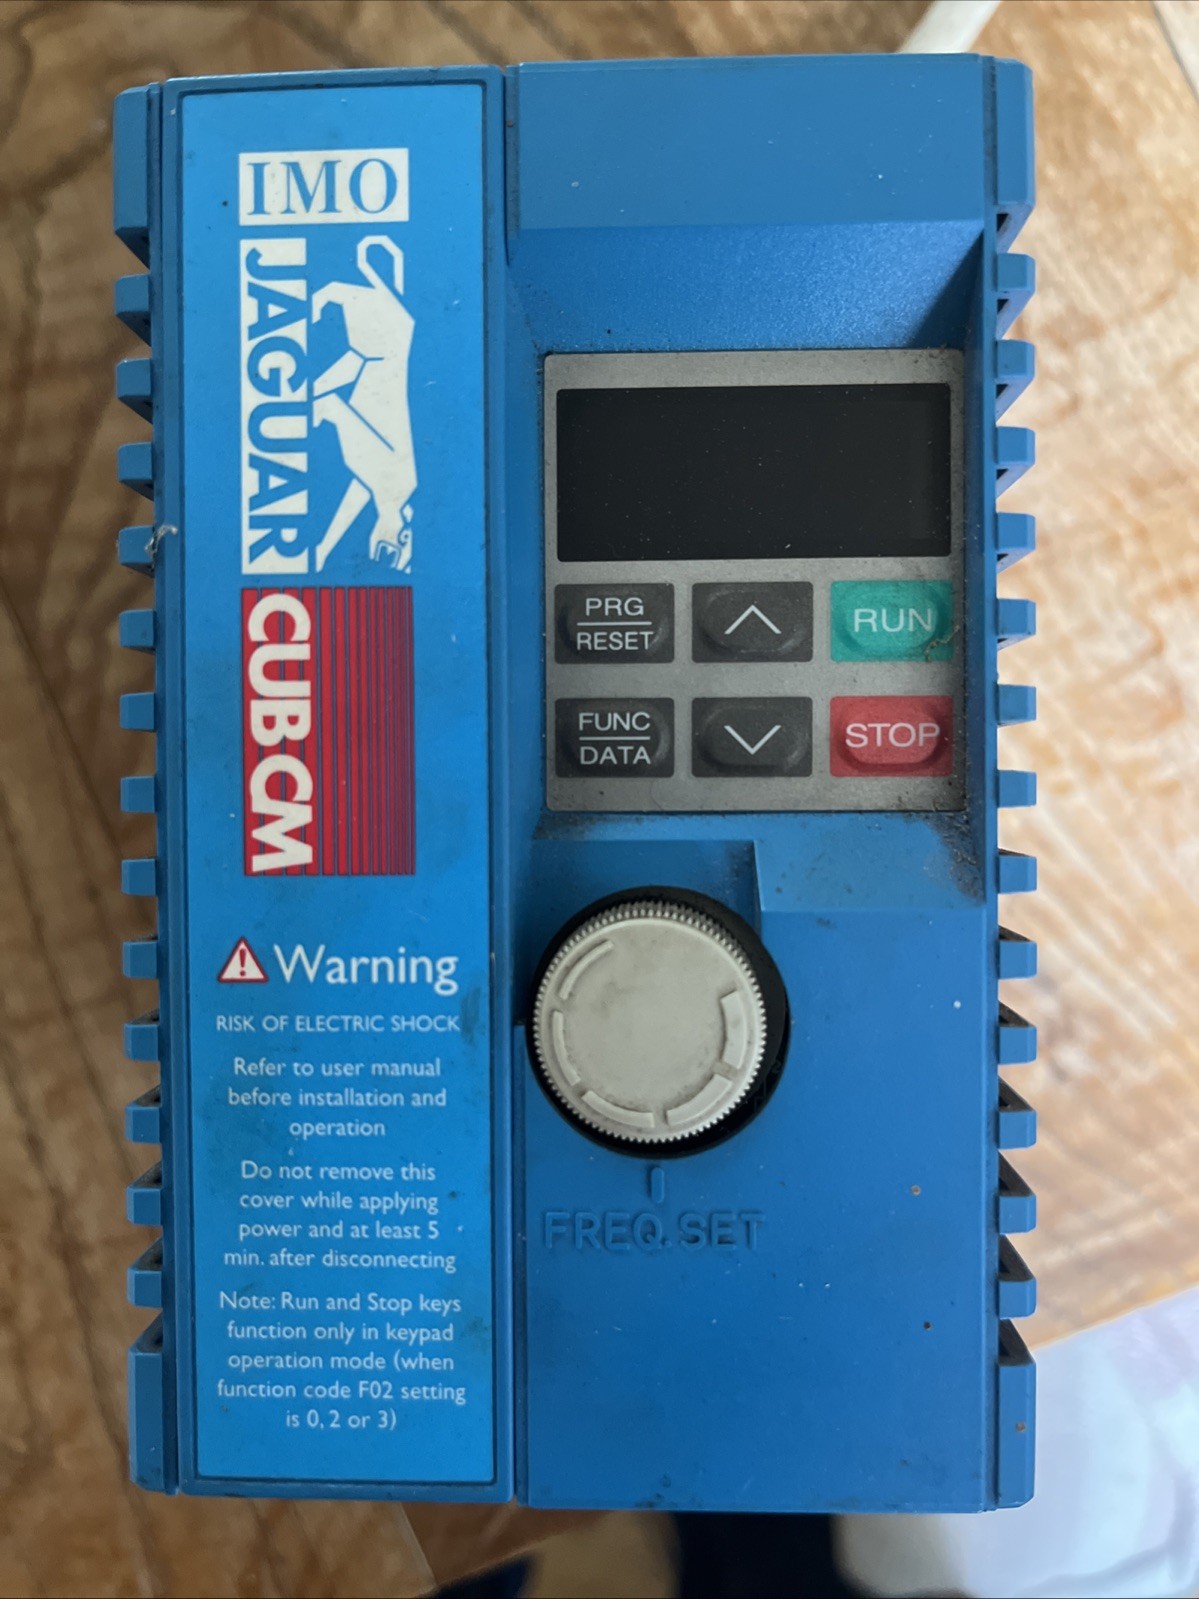 IMO
JAGUAR
CUB CM
Warning
RISK OF ELECTRIC SHOCK
Refer to user manual
before installation and
operation
Do not remove this
cover while applying
power and at least 5
min. after disconnecting
Note: Run and Stop keys
function only in keypad
operation mode (when
function code F02 setting
is 0, 2 or 3)
PRG
RESET
RUN
FUNC
DATA
STOP
FREQ.SET